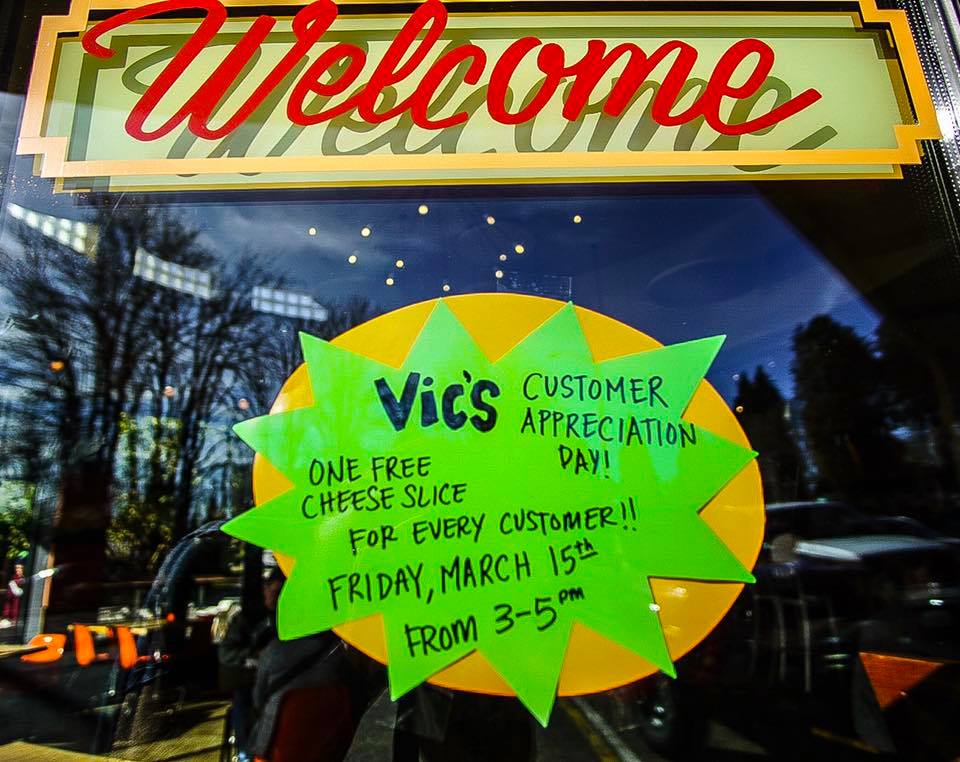 Welcome
Vic's CUSTOMER
APPRECIATION
DAY!
ONE FREE
CHEESE SLICE
FOR EVERY CUSTOMER!!
FRIDAY, MARCH 15th
FROM 3-5pm